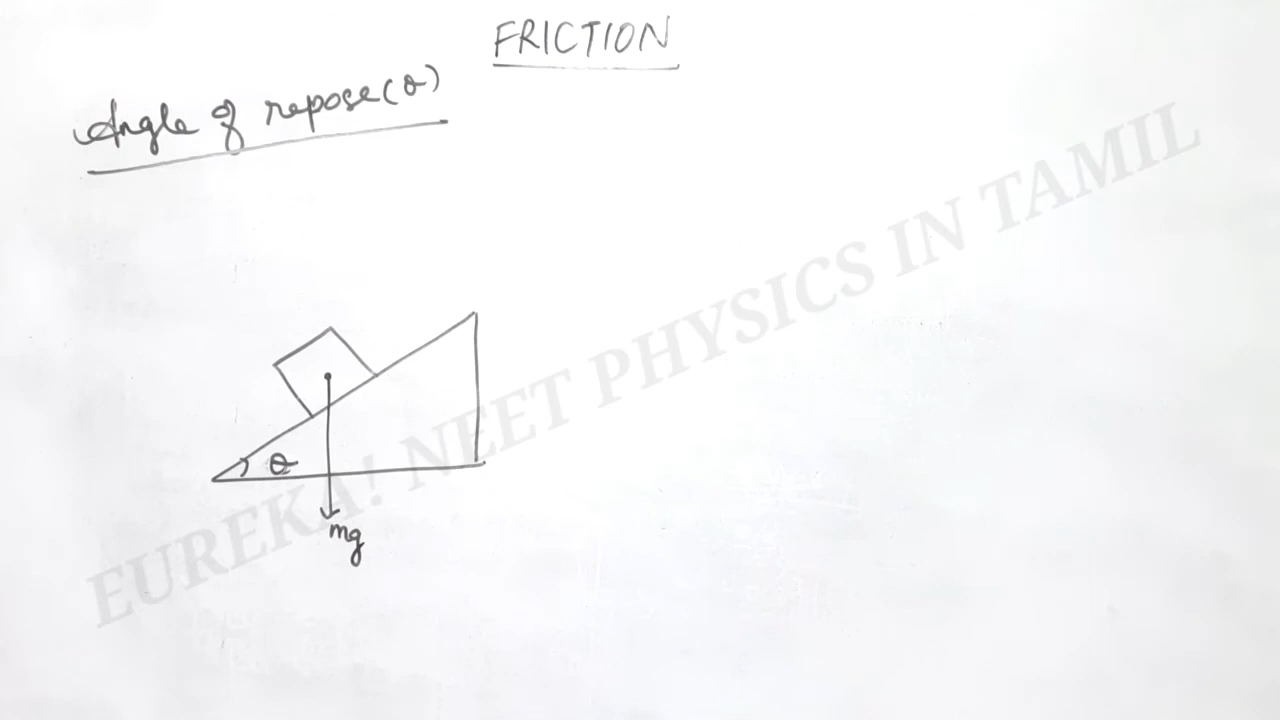 FRICTION
Angle of repose (θ)
θ
mg
EUREKA! NEET PHYSICS IN TAMIL